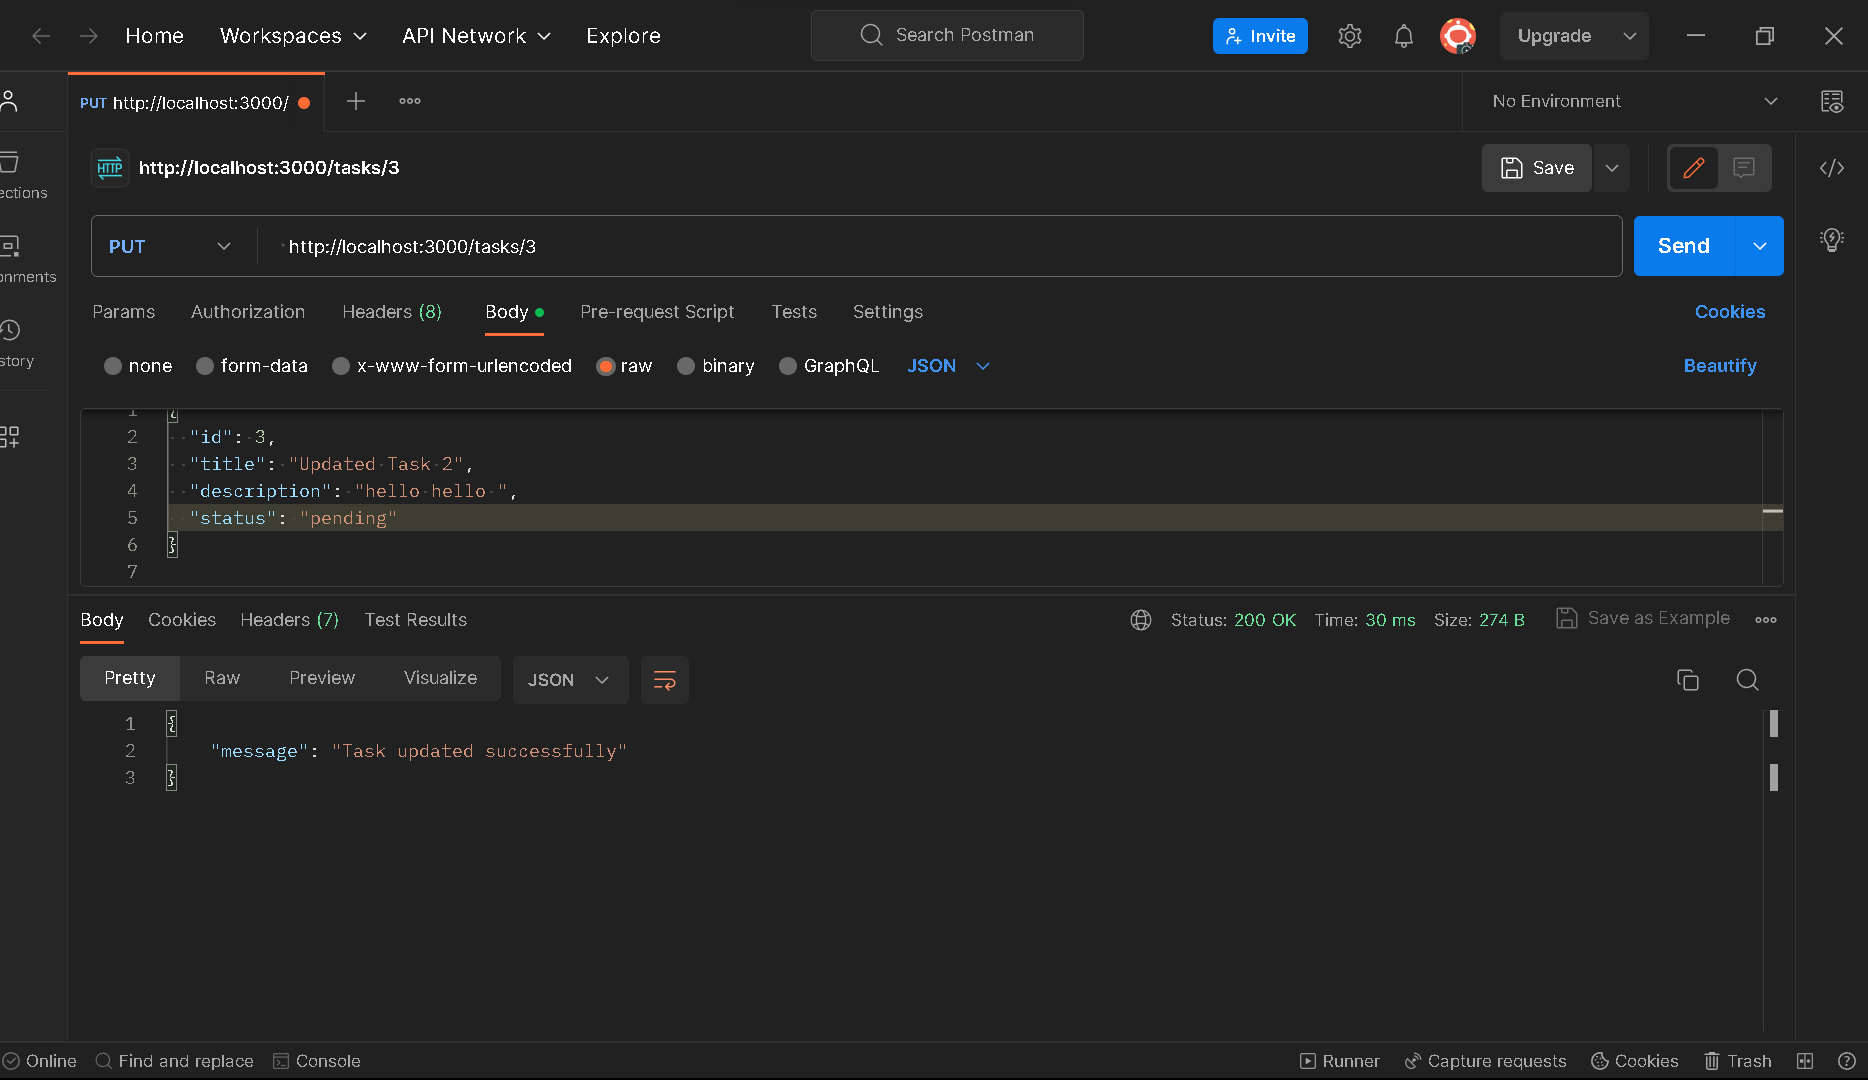 Home Workspaces API Network Explore Search Postman Invite Upgrade
PUT http://localhost:3000/ No Environment
HTTP http://localhost:3000/tasks/3 Save
ections
PUT http://localhost:3000/tasks/3 Send
onments
Params Authorization Headers (8) Body Pre-request Script Tests Settings Cookies
story
none form-data x-www-form-urlencoded raw binary GraphQL JSON Beautify
1 {
2 "id": 3,
3 "title": "Updated Task 2",
4 "description": "hello hello ",
5 "status": "pending"
6 }
7
Body Cookies Headers (7) Test Results Status: 200 OK Time: 30 ms Size: 274 B Save as Example
Pretty Raw Preview Visualize JSON
1 {
2 "message": "Task updated successfully"
3 }
Online Find and replace Console Runner Capture requests Cookies Trash